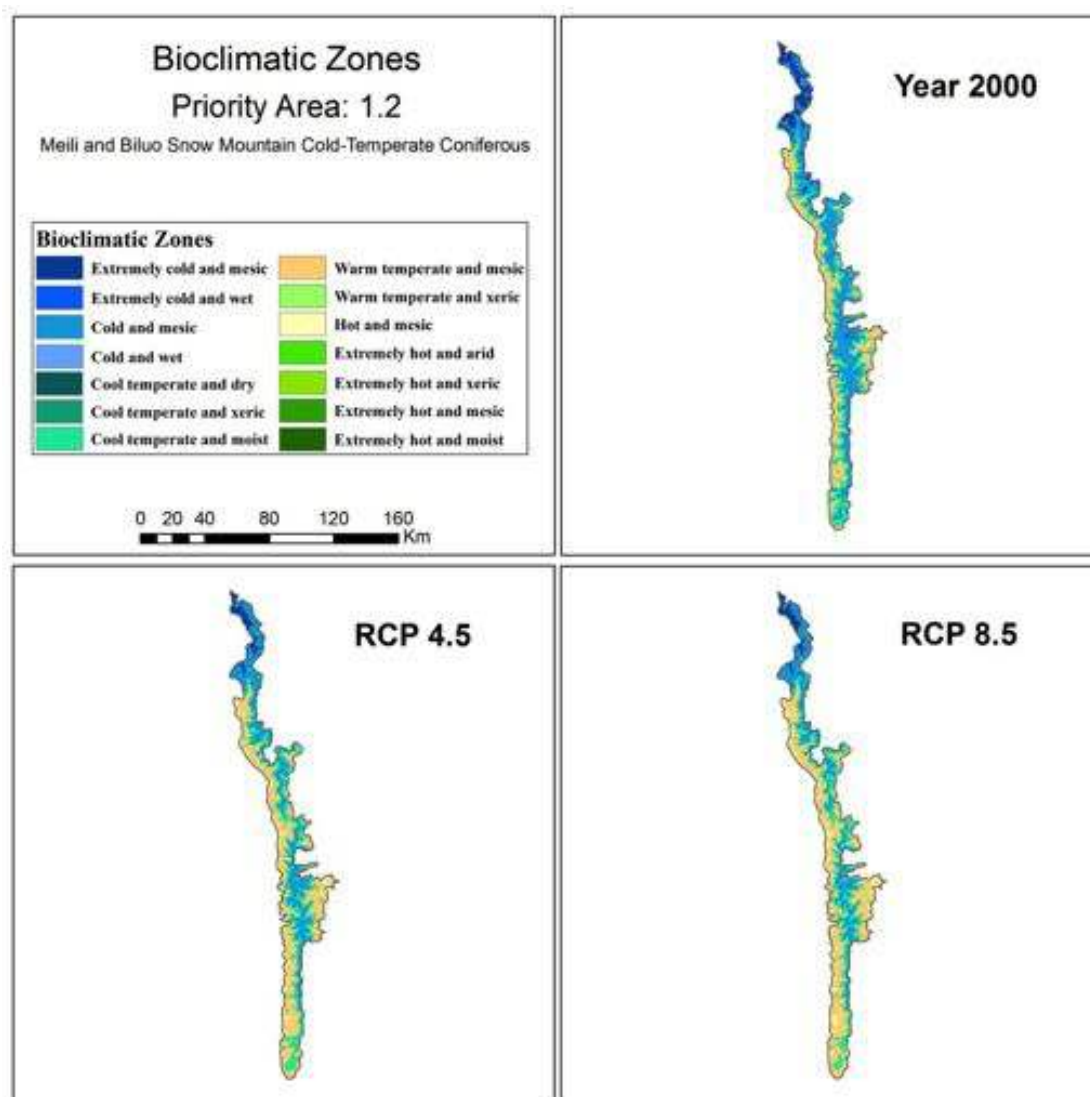 Bioclimatic Zones
Priority Area: 1.2
Meili and Biluo Snow Mountain Cold-Temperate Coniferous
Bioclimatic Zones
Extremely cold and mesic
Extremely cold and wet
Cold and mesic
Cold and wet
Cool temperate and dry
Cool temperate and xeric
Cool temperate and moist
Warm temperate and mesic
Warm temperate and xeric
Hot and mesic
Extremely hot and arid
Extremely hot and xeric
Extremely hot and mesic
Extremely hot and moist
0 20 40 80 120 160
Km
Year 2000
RCP 4.5
RCP 8.5